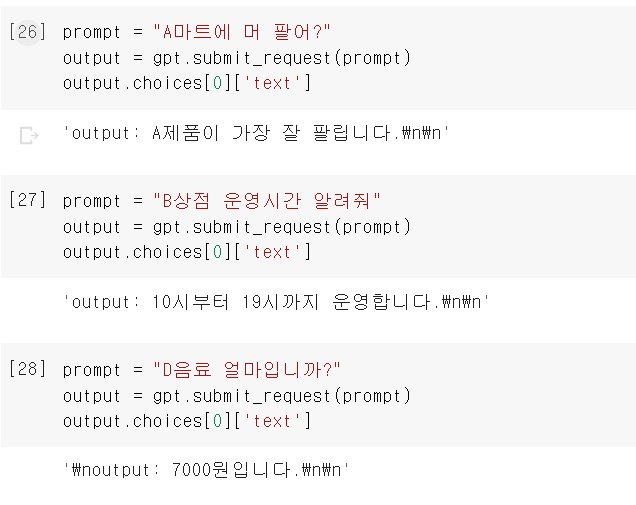 [26] prompt = "A마트에 머 팔어?"
output = gpt.submit_request(prompt)
output.choices[0]['text']
'output: A제품이 가장 잘 팔립니다.₩n₩n'
[27] prompt = "B상점 운영시간 알려줘"
output = gpt.submit_request(prompt)
output.choices[0]['text']
'output: 10시부터 19시까지 운영합니다.₩n₩n'
[28] prompt = "D음료 얼마입니까?"
output = gpt.submit_request(prompt)
output.choices[0]['text']
'₩noutput: 7000원입니다.₩n₩n'